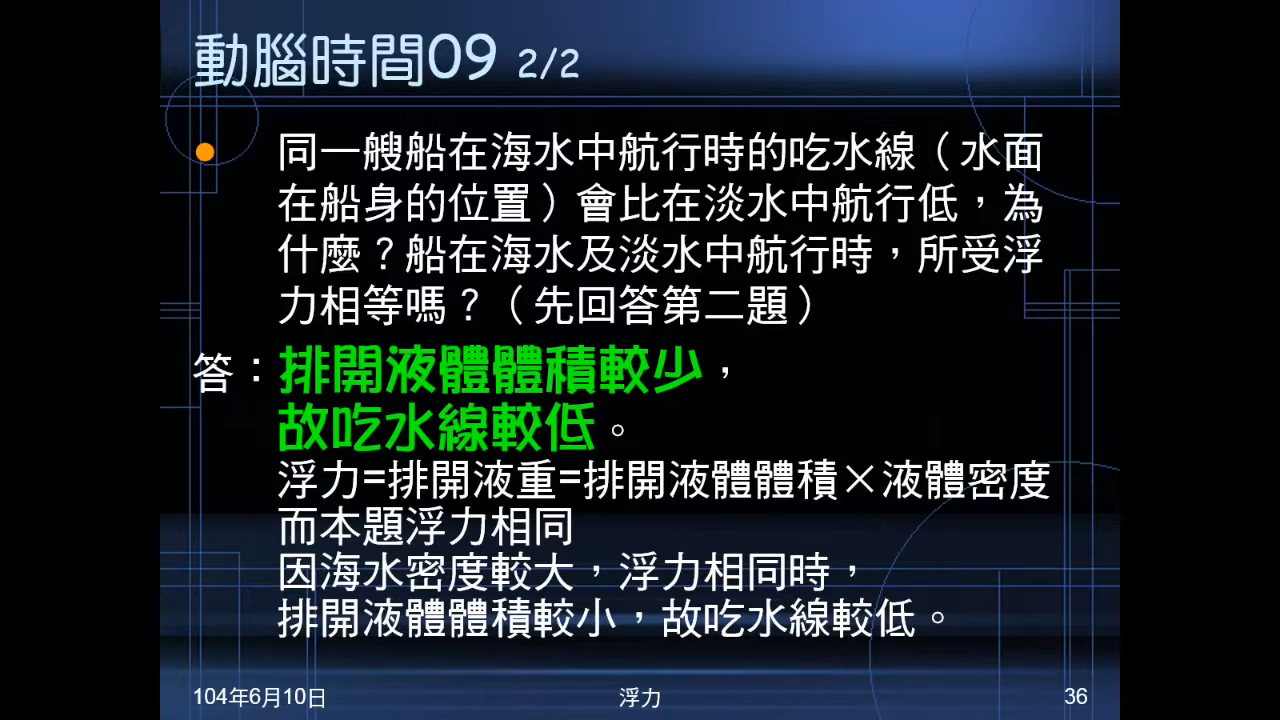 動腦時間09 2/2
同一艘船在海水中航行時的吃水線（水面
在船身的位置）會比在淡水中航行低，為
什麼？船在海水及淡水中航行時，所受浮
力相等嗎？（先回答第二題）
答：排開液體體積較少，
故吃水線較低。
浮力=排開液重=排開液體體積×液體密度
而本題浮力相同
因海水密度較大，浮力相同時，
排開液體體積較小，故吃水線較低。
104年6月10日 浮力 36